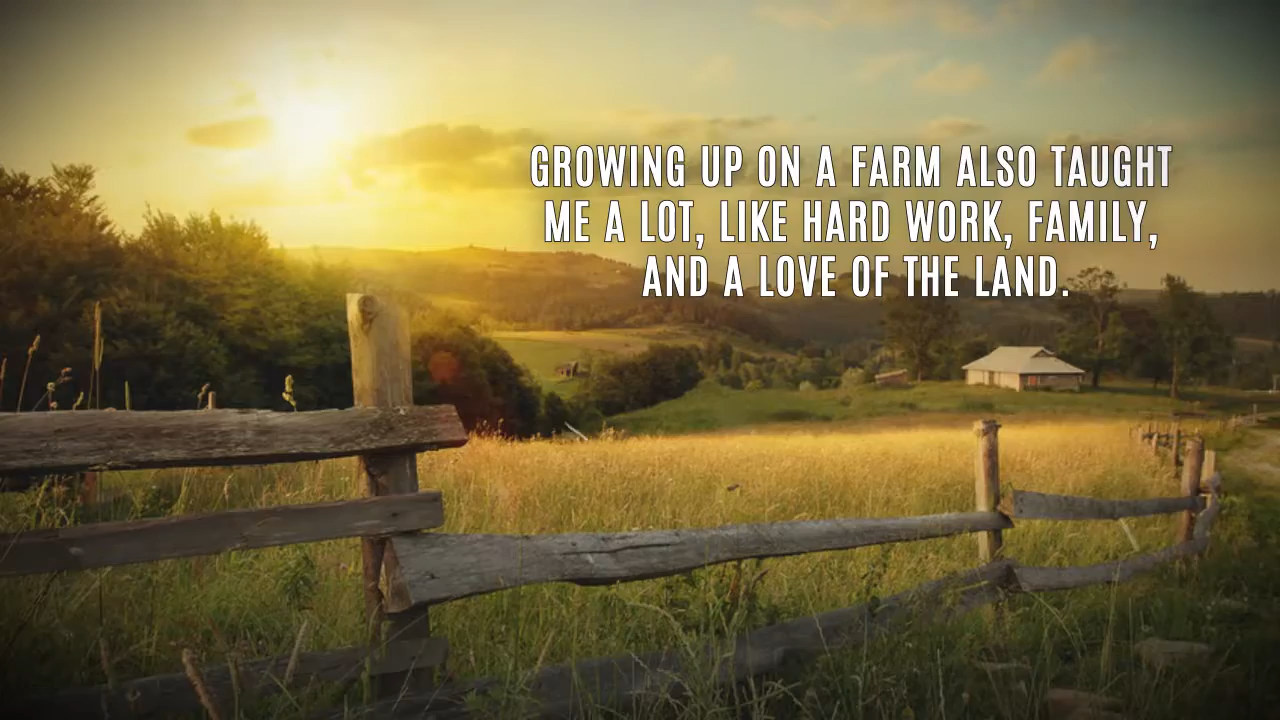 GROWING UP ON A FARM ALSO TAUGHT
ME A LOT, LIKE HARD WORK, FAMILY,
AND A LOVE OF THE LAND.